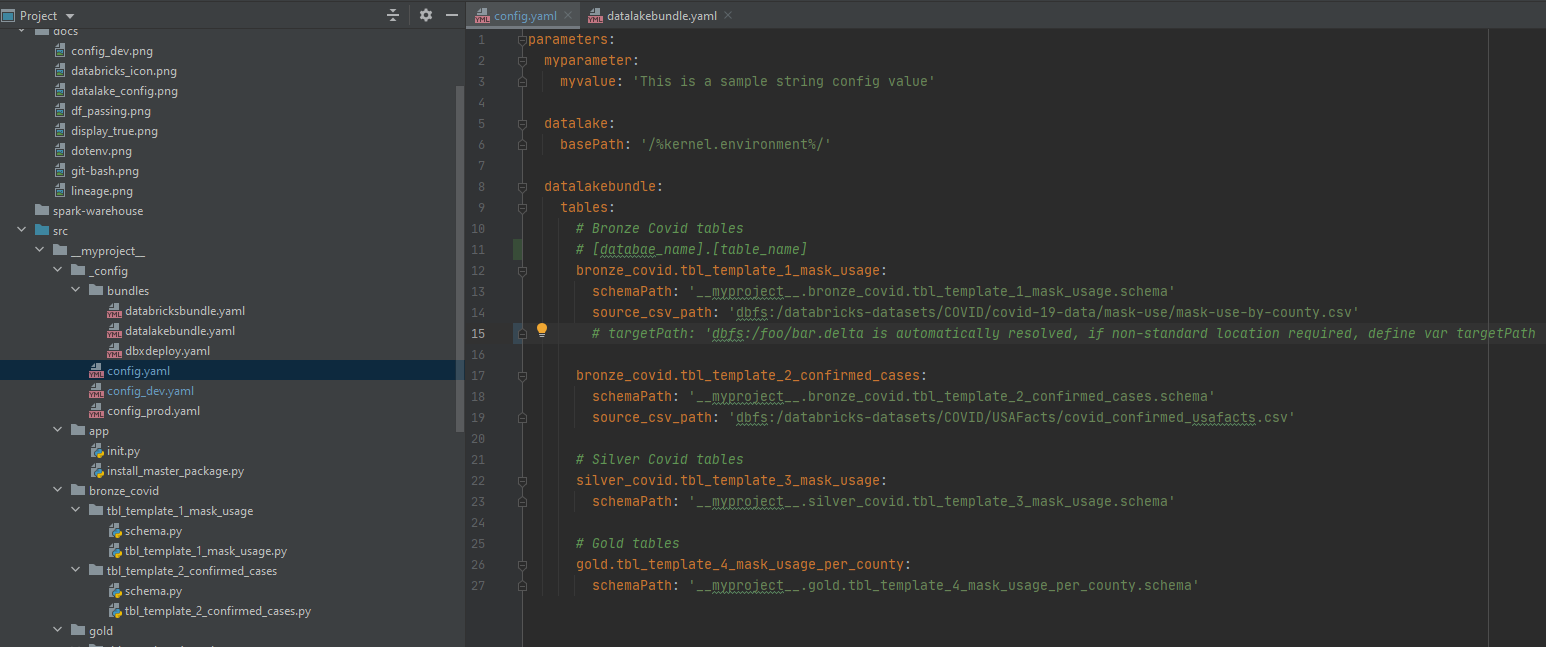 Project
docs
config_dev.png
databricks_icon.png
datalake_config.png
df_passing.png
display_true.png
dotenv.png
git-bash.png
lineage.png
spark-warehouse
src
__myproject__
_config
bundles
databricksbundle.yaml
datalakebundle.yaml
dbxdeploy.yaml
config.yaml
config_dev.yaml
config_prod.yaml
app
init.py
install_master_package.py
bronze_covid
tbl_template_1_mask_usage
schema.py
tbl_template_1_mask_usage.py
tbl_template_2_confirmed_cases
schema.py
tbl_template_2_confirmed_cases.py
gold
config.yaml datalakebundle.yaml
1 parameters:
2 myparameter:
3 myvalue: 'This is a sample string config value'
4
5 datalake:
6 basePath: '/%kernel.environment%/'
7
8 datalakebundle:
9 tables:
10 # Bronze Covid tables
11 # [databae_name].[table_name]
12 bronze_covid.tbl_template_1_mask_usage:
13 schemaPath: '__myproject__.bronze_covid.tbl_template_1_mask_usage.schema'
14 source_csv_path: 'dbfs:/databricks-datasets/COVID/covid-19-data/mask-use/mask-use-by-county.csv'
15 # targetPath: 'dbfs:/foo/bar.delta is automatically resolved, if non-standard location required, define var targetPath
16
17 bronze_covid.tbl_template_2_confirmed_cases:
18 schemaPath: '__myproject__.bronze_covid.tbl_template_2_confirmed_cases.schema'
19 source_csv_path: 'dbfs:/databricks-datasets/COVID/USAFacts/covid_confirmed_usafacts.csv'
20
21 # Silver Covid tables
22 silver_covid.tbl_template_3_mask_usage:
23 schemaPath: '__myproject__.silver_covid.tbl_template_3_mask_usage.schema'
24
25 # Gold tables
26 gold.tbl_template_4_mask_usage_per_county:
27 schemaPath: '__myproject__.gold.tbl_template_4_mask_usage_per_county.schema'